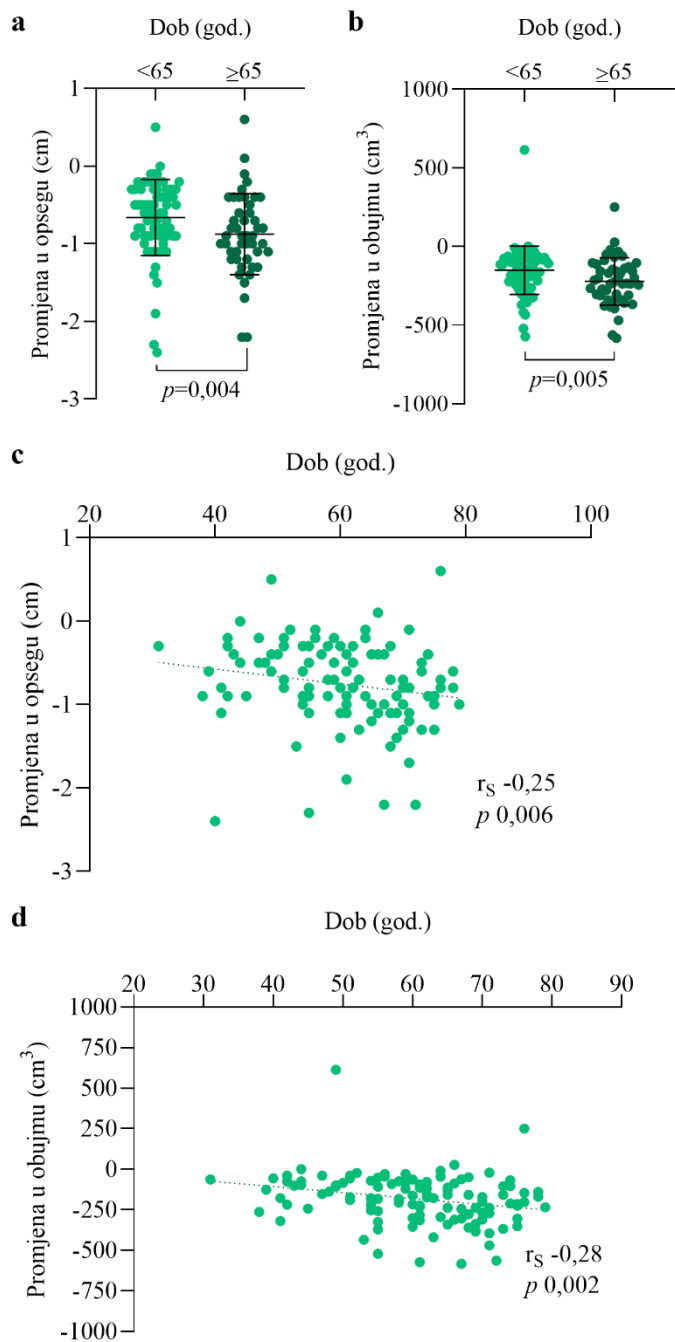 a
Dob (god.)
<65 ≥65
Promjena u opsegu (cm)
1
0
-1
-2
-3
p=0,004
b
Dob (god.)
<65 ≥65
Promjena u obujmu (cm³)
1000
500
0
-500
-1000
p=0,005
c
Dob (god.)
20 40 60 80 100
Promjena u opsegu (cm)
1
0
-1
-2
-3
rS -0,25
p 0,006
d
Dob (god.)
20 30 40 50 60 70 80 90
Promjena u obujmu (cm³)
1000
750
500
250
0
-250
-500
-750
-1000
rS -0,28
p 0,002